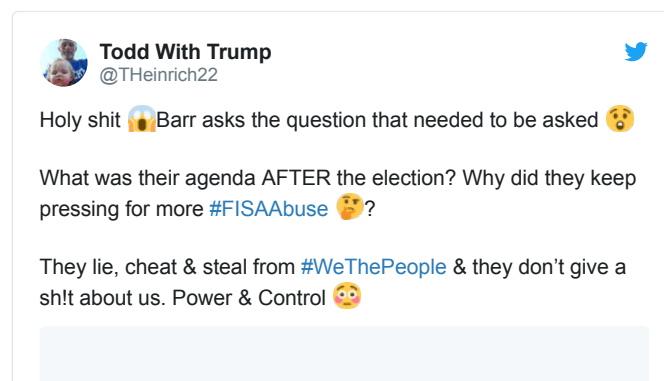 Todd With Trump
@THeinrich22
Holy shit 😱Barr asks the question that needed to be asked 😲
What was their agenda AFTER the election? Why did they keep
pressing for more #FISAAbuse 🤔?
They lie, cheat & steal from #WeThePeople & they don’t give a
sh!t about us. Power & Control 😳